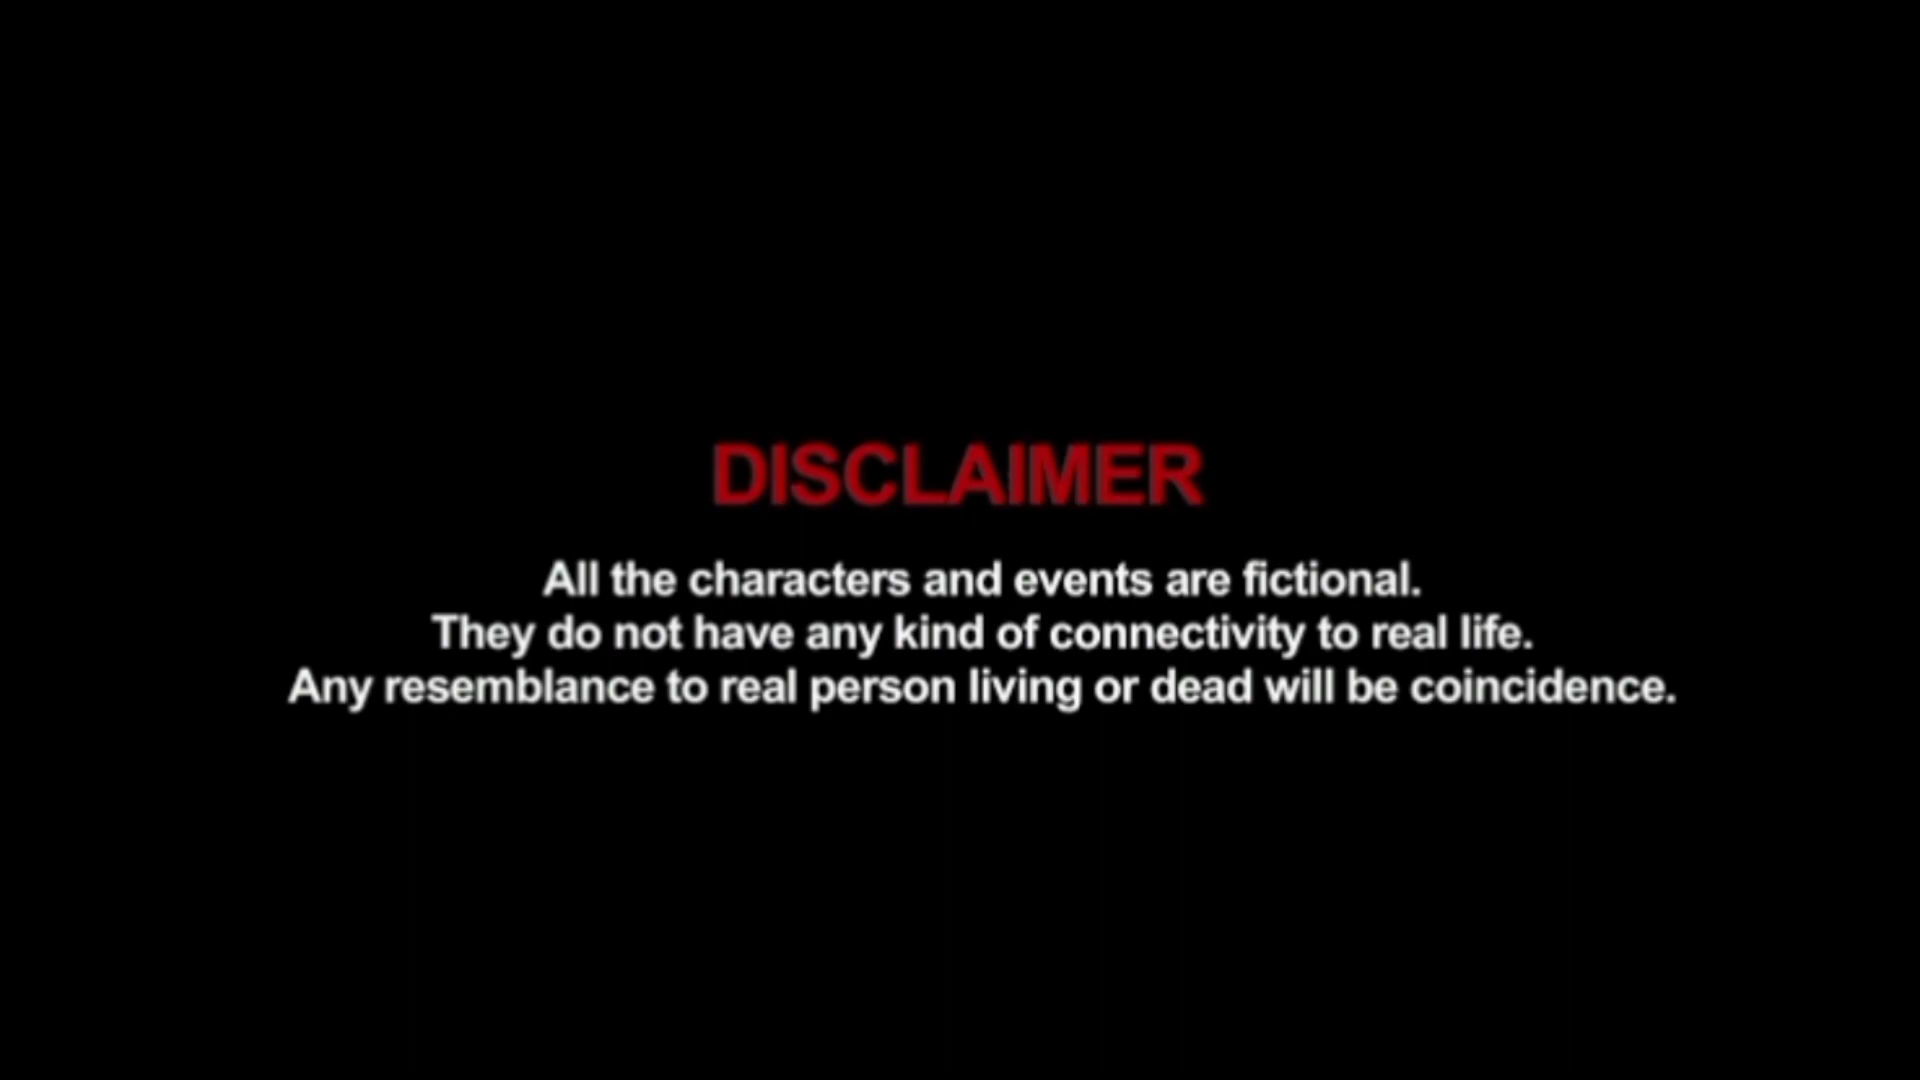 DISCLAIMER
All the characters and events are fictional.
They do not have any kind of connectivity to real life.
Any resemblance to real person living or dead will be coincidence.